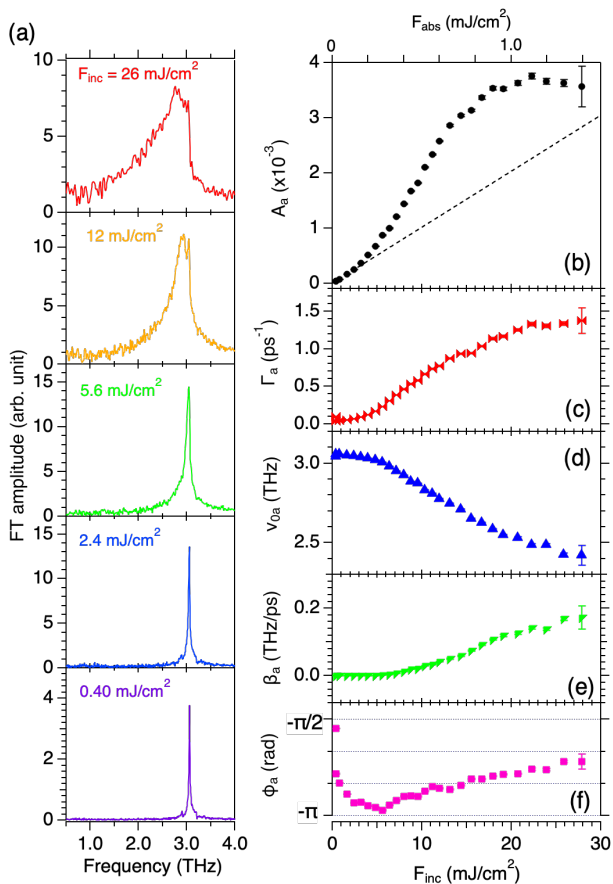 (a)
FT amplitude (arb. unit)
10
8
6
4
2
0
F_inc = 26 mJ/cm²
10
5
0
12 mJ/cm²
15
10
5
0
5.6 mJ/cm²
15
10
5
0
2.4 mJ/cm²
4
2
0
0.40 mJ/cm²
1.0 2.0 3.0 4.0
Frequency (THz)
F_abs (mJ/cm²)
0 1.0
A_a (x10⁻³)
4
3
2
1
0
(b)
Γ_a (ps⁻¹)
1.5
1.0
0.5
0.0
(c)
ν_0a (THz)
3.0
2.5
(d)
β_a (THz/ps)
0.2
0.0
(e)
ϕ_a (rad)
-π/2
-π
(f)
0 10 20 30
F_inc (mJ/cm²)